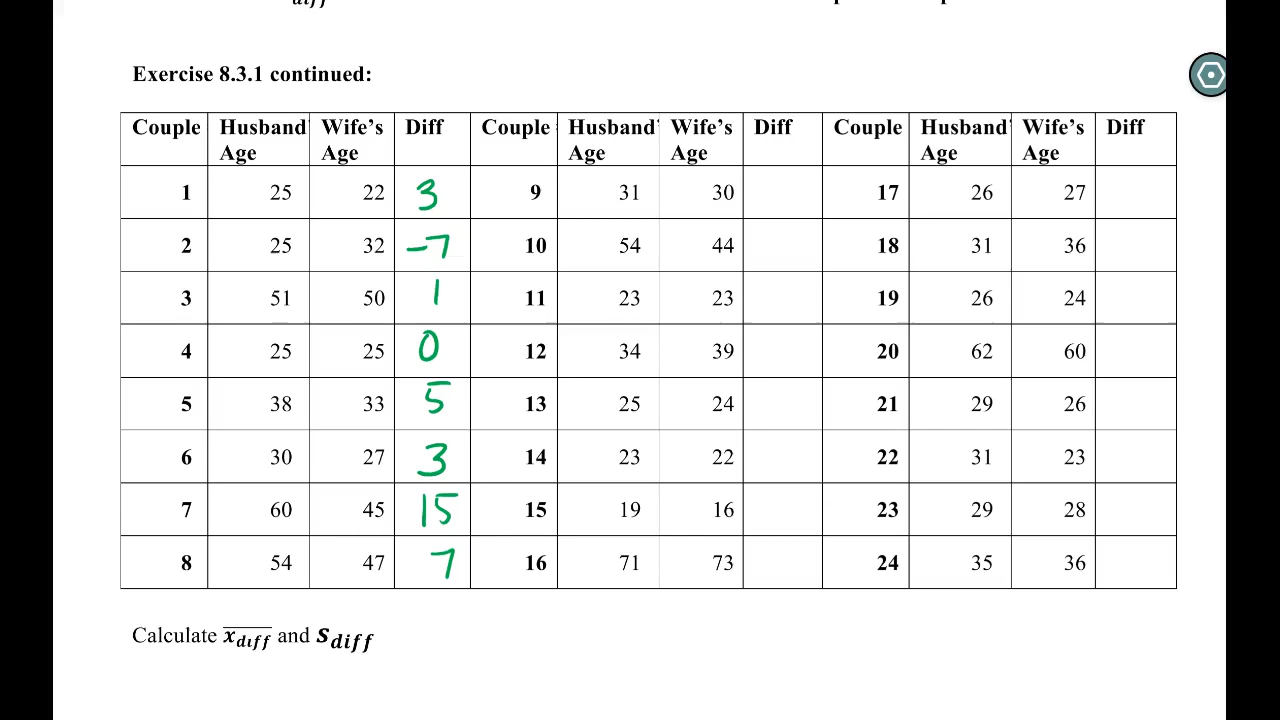 Exercise 8.3.1 continued:
Couple Husband' Age Wife's Age Diff Couple Husband' Age Wife's Age Diff Couple Husband' Age Wife's Age Diff
1 25 22 3 9 31 30 17 26 27
2 25 32 -7 10 54 44 18 31 36
3 51 50 1 11 23 23 19 26 24
4 25 25 0 12 34 39 20 62 60
5 38 33 5 13 25 24 21 29 26
6 30 27 3 14 23 22 22 31 23
7 60 45 15 15 19 16 23 29 28
8 54 47 7 16 71 73 24 35 36
Calculate x̅diff and sdiff